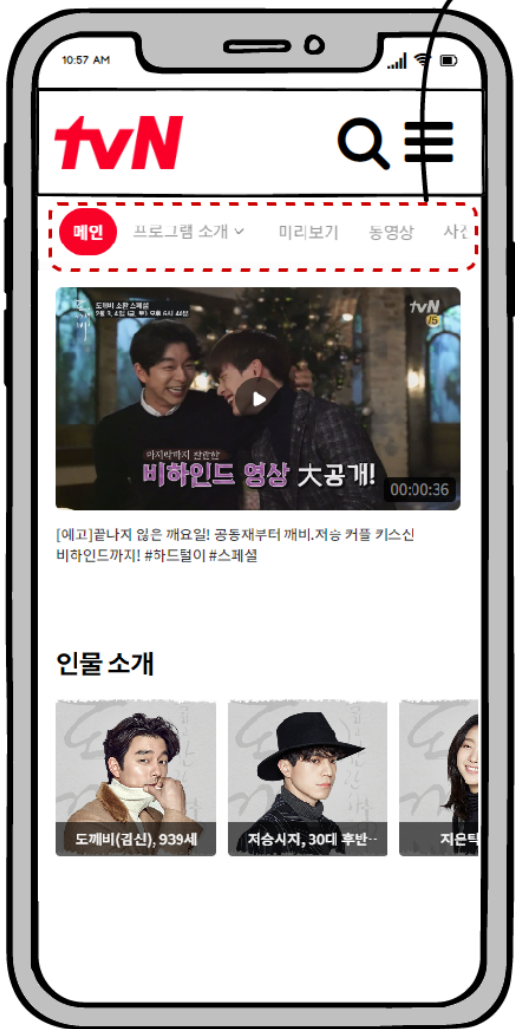 10:57 AM
tvN
메인 프로그램 소개 미리보기 동영상
도깨비 소환 스페셜
tvN
15
마지막까지 찬란한
비하인드 영상 大공개!
00:00:36
[예고]끝나지 않은 깨요일! 공동재부터 깨비.저승 커플 키스신
비하인드까지! #하드털이 #스페셜
인물 소개
도깨비(김신), 939세 저승사자, 30대 후반·· 지은탁